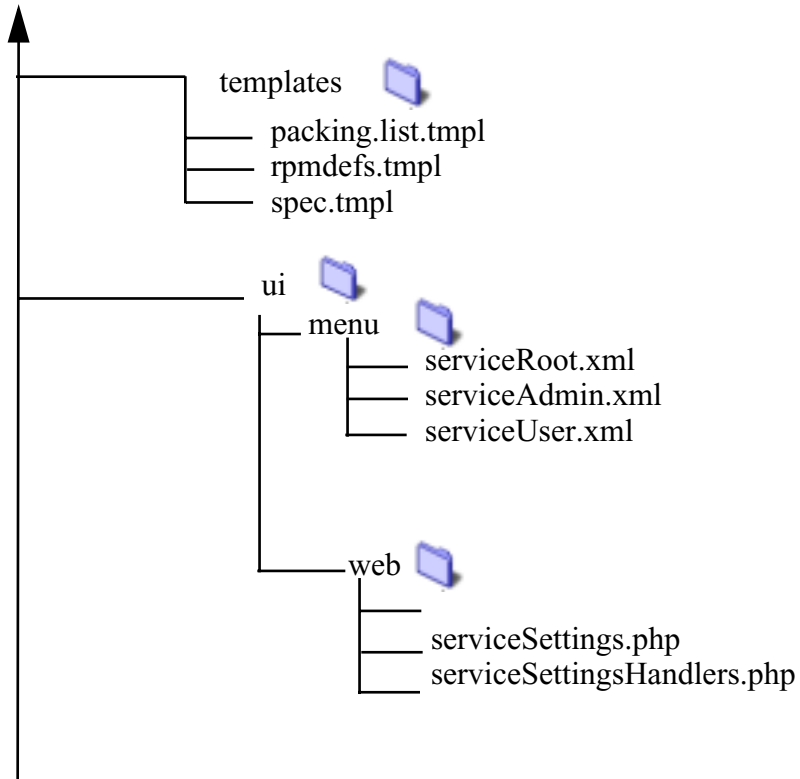 templates
packing.list.tmpl
rpmdefs.tmpl
spec.tmpl
ui
menu
serviceRoot.xml
serviceAdmin.xml
serviceUser.xml
web
serviceSettings.php
serviceSettingsHandlers.php